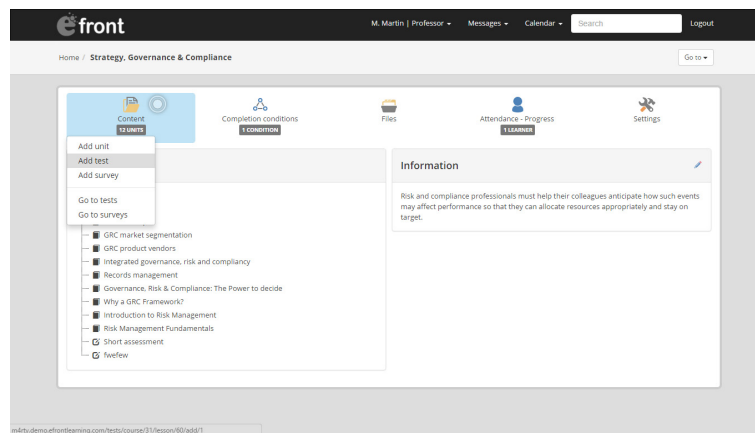 efront
M. Martin | Professor
Messages
Calendar
Search
Logout
Home / Strategy, Governance & Compliance
Go to
Content
12 UNITS
Completion conditions
1 CONDITION
Files
Attendance - Progress
1 LEARNER
Settings
Add unit
Add test
Add survey
Go to tests
Go to surveys
GRC market segmentation
GRC product vendors
Integrated governance, risk and compliancy
Records management
Governance, Risk & Compliance: The Power to decide
Why a GRC Framework?
Introduction to Risk Management
Risk Management Fundamentals
Short assessment
fwefew
Information
Risk and compliance professionals must help their colleagues anticipate how such events
may affect performance so that they can allocate resources appropriately and stay on
target.
m4rty.demo.efrontlearning.com/tests/course/31/lesson/60/add/1